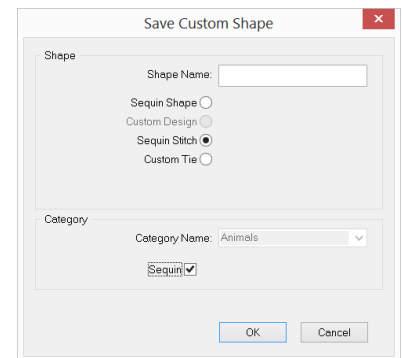 Save Custom Shape
Shape
Shape Name:
Sequin Shape
Custom Design
Sequin Stitch
Custom Tie
Category
Category Name: Animals
Sequin
OK Cancel